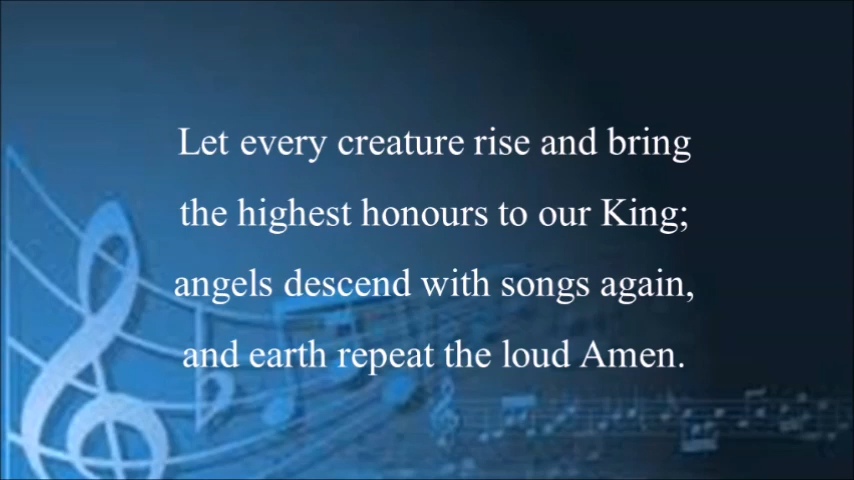 Let every creature rise and bring
the highest honours to our King;
angels descend with songs again,
and earth repeat the loud Amen.